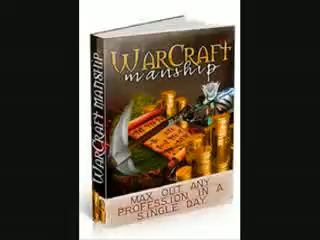 WARCRAFT
manship
MAX OUT ANY
PROFESSION IN A
SINGLE DAY
WARCRAFT MANSHIP